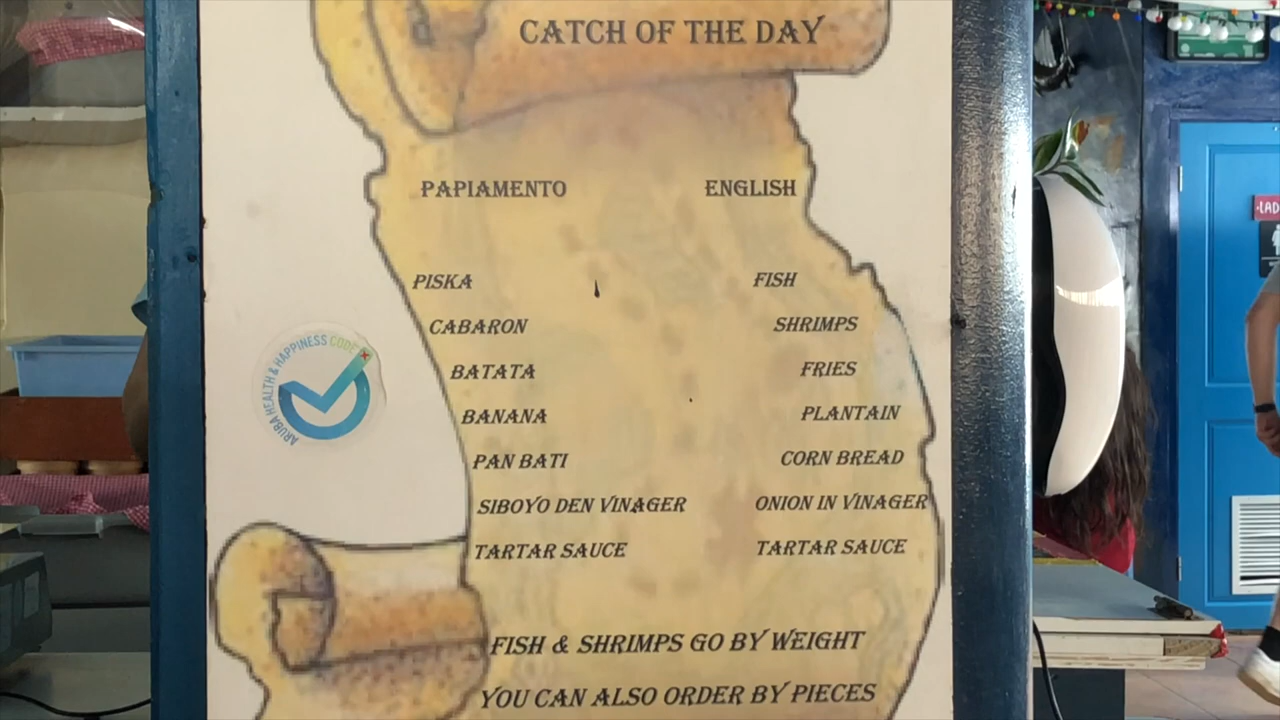 CATCH OF THE DAY
PAPIAMENTO ENGLISH
PISKA FISH
CABARON SHRIMPS
BATATA FRIES
BANANA PLANTAIN
PAN BATI CORN BREAD
SIBOYO DEN VINAGER ONION IN VINAGER
TARTAR SAUCE TARTAR SAUCE
FISH & SHRIMPS GO BY WEIGHT
YOU CAN ALSO ORDER BY PIECES
ARUBA HEALTH & HAPPINESS CODE